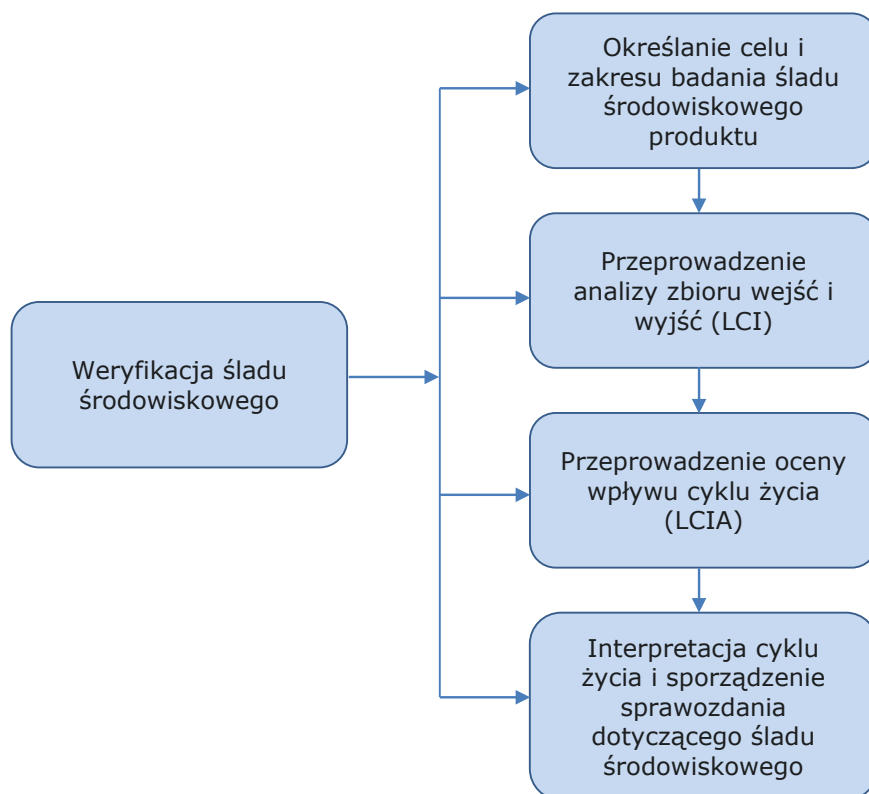 Określanie celu i
zakresu badania śladu
środowiskowego
produktu
Przeprowadzenie
analizy zbioru wejść i
wyjść (LCI)
Weryfikacja śladu
środowiskowego
Przeprowadzenie oceny
wpływu cyklu życia
(LCIA)
Interpretacja cyklu
życia i sporządzenie
sprawozdania
dotyczącego śladu
środowiskowego